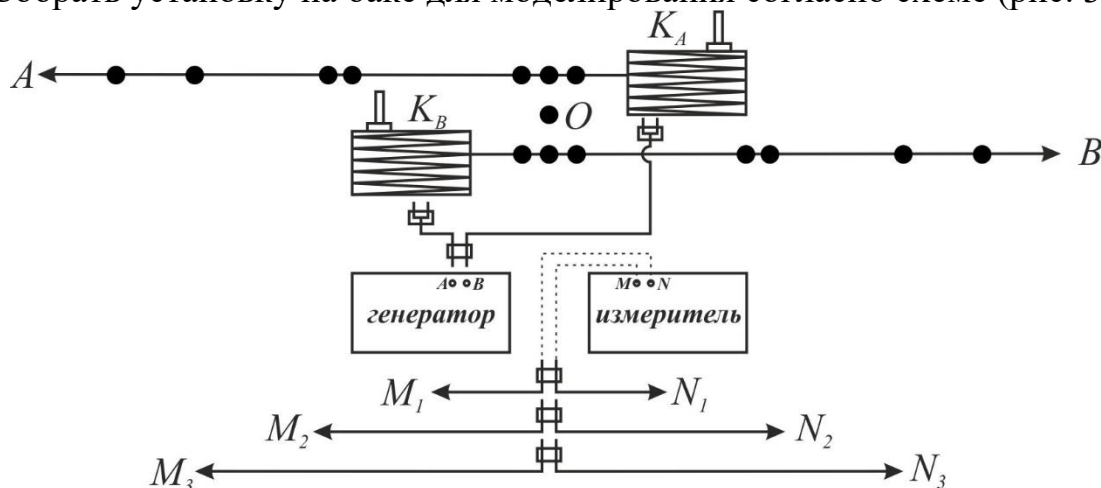 Собрать установку на баке для моделирования согласно схеме (рис.
K_A
A
O
K_B
B
A B
M N
генератор
измеритель
M_1 N_1
M_2 N_2
M_3 N_3